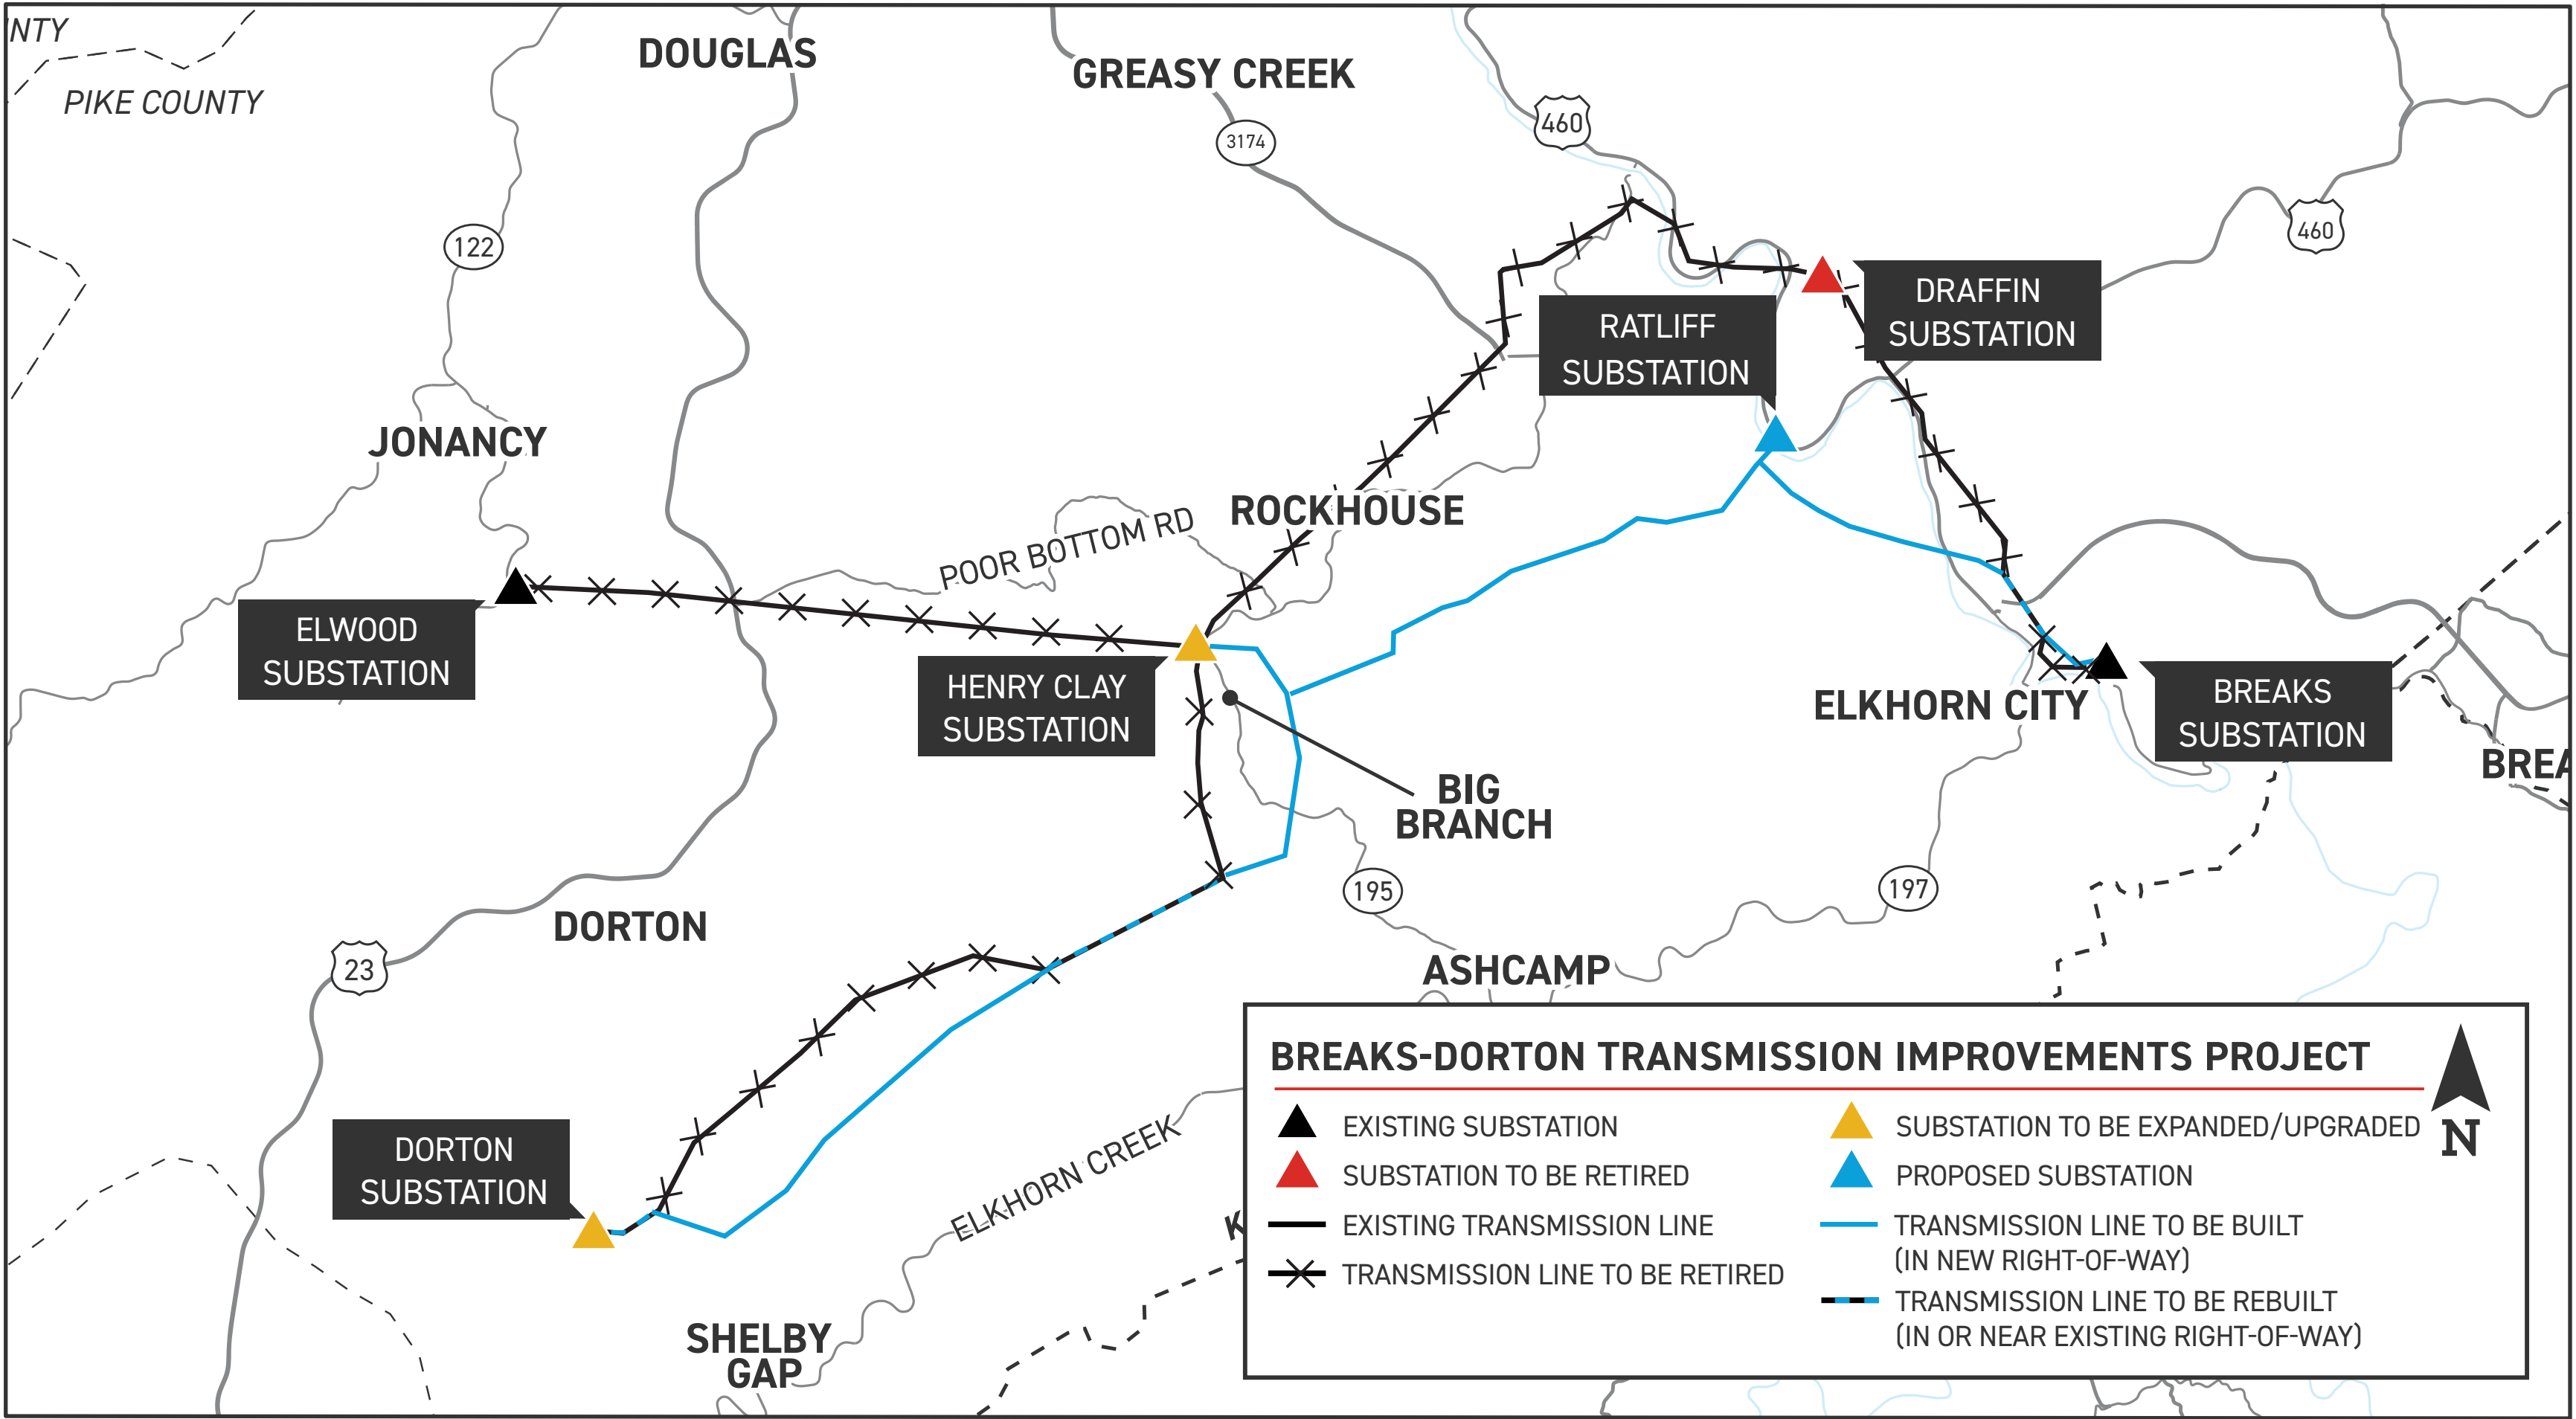 NTY
PIKE COUNTY
DOUGLAS
GREASY CREEK
460
3174
122
460
DRAFFIN
SUBSTATION
RATLIFF
SUBSTATION
JONANCY
ROCKHOUSE
POOR BOTTOM RD
ELWOOD
SUBSTATION
HENRY CLAY
SUBSTATION
ELKHORN CITY
BREAKS
SUBSTATION
BREA
BIG
BRANCH
195
197
DORTON
23
ASHCAMP
DORTON
SUBSTATION
ELKHORN CREEK
K
SHELBY
GAP
BREAKS-DORTON TRANSMISSION IMPROVEMENTS PROJECT
EXISTING SUBSTATION
SUBSTATION TO BE RETIRED
EXISTING TRANSMISSION LINE
TRANSMISSION LINE TO BE RETIRED
SUBSTATION TO BE EXPANDED/UPGRADED
PROPOSED SUBSTATION
TRANSMISSION LINE TO BE BUILT
(IN NEW RIGHT-OF-WAY)
TRANSMISSION LINE TO BE REBUILT
(IN OR NEAR EXISTING RIGHT-OF-WAY)
N